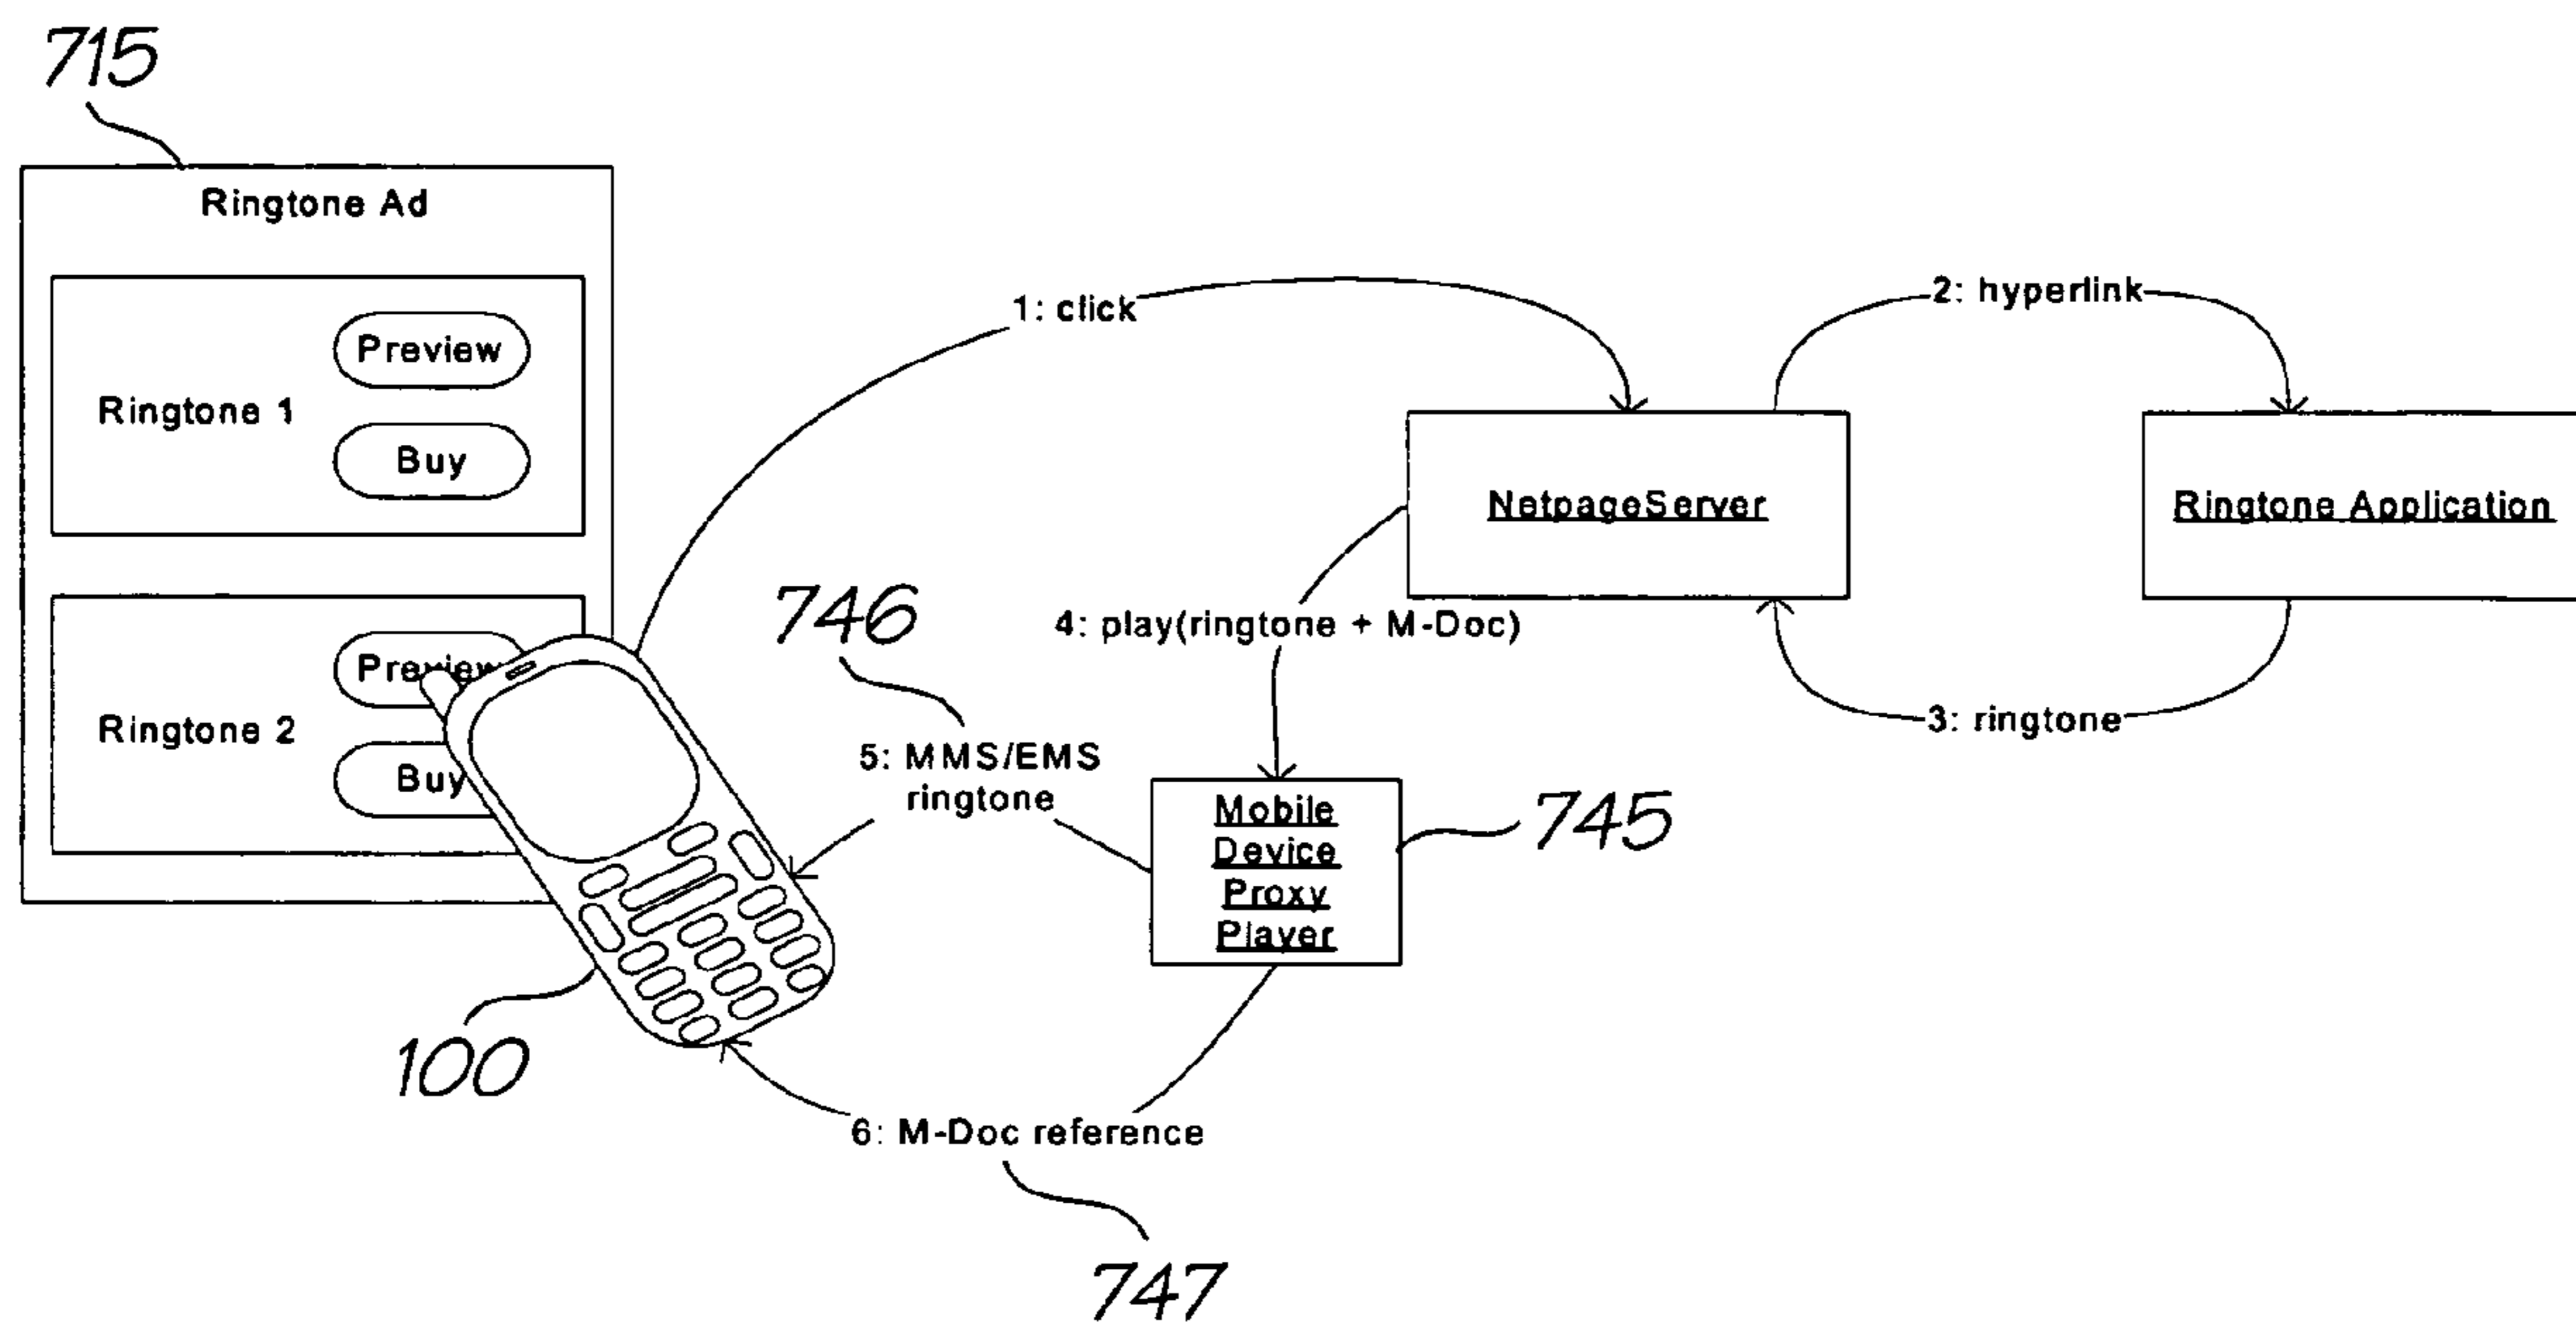 715
Ringtone Ad
Ringtone 1
Preview
Buy
Ringtone 2
Preview
Buy
100
1: click
2: hyperlink
NetpageServer
Ringtone Application
3: ringtone
4: play(ringtone + M-Doc)
746
5: MMS/EMS
ringtone
Mobile
Device
Proxy
Player
745
6: M-Doc reference
747